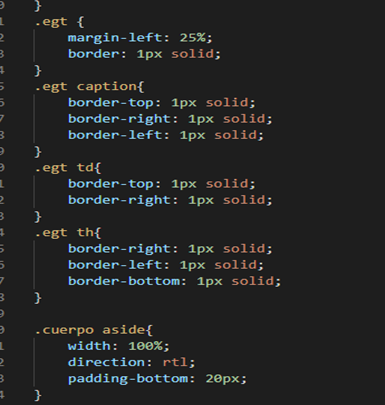 }
.egt {
margin-left: 25%;
border: 1px solid;
}
.egt caption{
border-top: 1px solid;
border-right: 1px solid;
border-left: 1px solid;
}
.egt td{
border-top: 1px solid;
border-right: 1px solid;
}
.egt th{
border-right: 1px solid;
border-left: 1px solid;
border-bottom: 1px solid;
}
.cuerpo aside{
width: 100%;
direction: rtl;
padding-bottom: 20px;
}